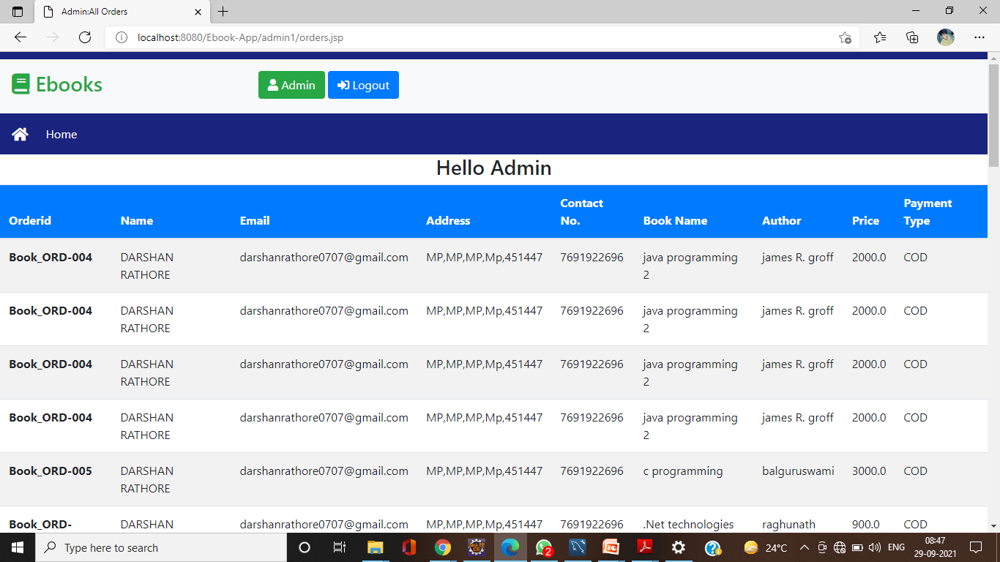 Admin:All Orders
localhost:8080/Ebook-App/admin1/orders.jsp
Ebooks
Admin
Logout
Home
Hello Admin
Orderid Name Email Address Contact No. Book Name Author Price Payment Type
Book_ORD-004 DARSHAN RATHORE darshanrathore0707@gmail.com MP,MP,MP,Mp,451447 7691922696 java programming 2 james R. groff 2000.0 COD
Book_ORD-004 DARSHAN RATHORE darshanrathore0707@gmail.com MP,MP,MP,Mp,451447 7691922696 java programming 2 james R. groff 2000.0 COD
Book_ORD-004 DARSHAN RATHORE darshanrathore0707@gmail.com MP,MP,MP,Mp,451447 7691922696 java programming 2 james R. groff 2000.0 COD
Book_ORD-004 DARSHAN RATHORE darshanrathore0707@gmail.com MP,MP,MP,Mp,451447 7691922696 java programming 2 james R. groff 2000.0 COD
Book_ORD-005 DARSHAN RATHORE darshanrathore0707@gmail.com MP,MP,MP,Mp,451447 7691922696 c programming balguruswami 3000.0 COD
Book_ORD- DARSHAN darshanrathore0707@gmail.com MP,MP,MP,Mp,451447 7691922696 .Net technologies raghunath 900.0 COD
Type here to search
2
24°C
ENG
08:47
29-09-2021